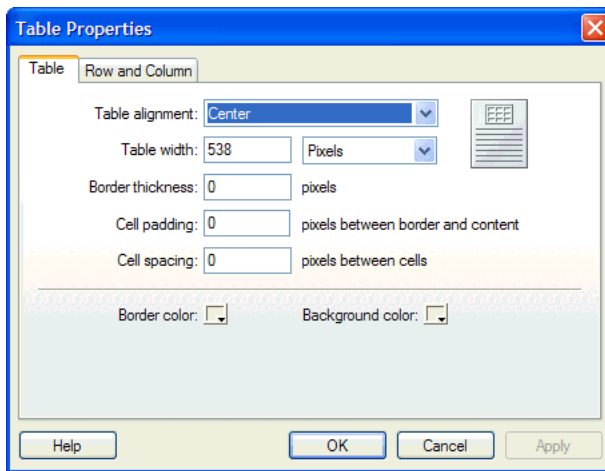 Table Properties
Table Row and Column
Table alignment: Center
Table width: 538 Pixels
Border thickness: 0 pixels
Cell padding: 0 pixels between border and content
Cell spacing: 0 pixels between cells
Border color: Background color:
Help OK Cancel Apply